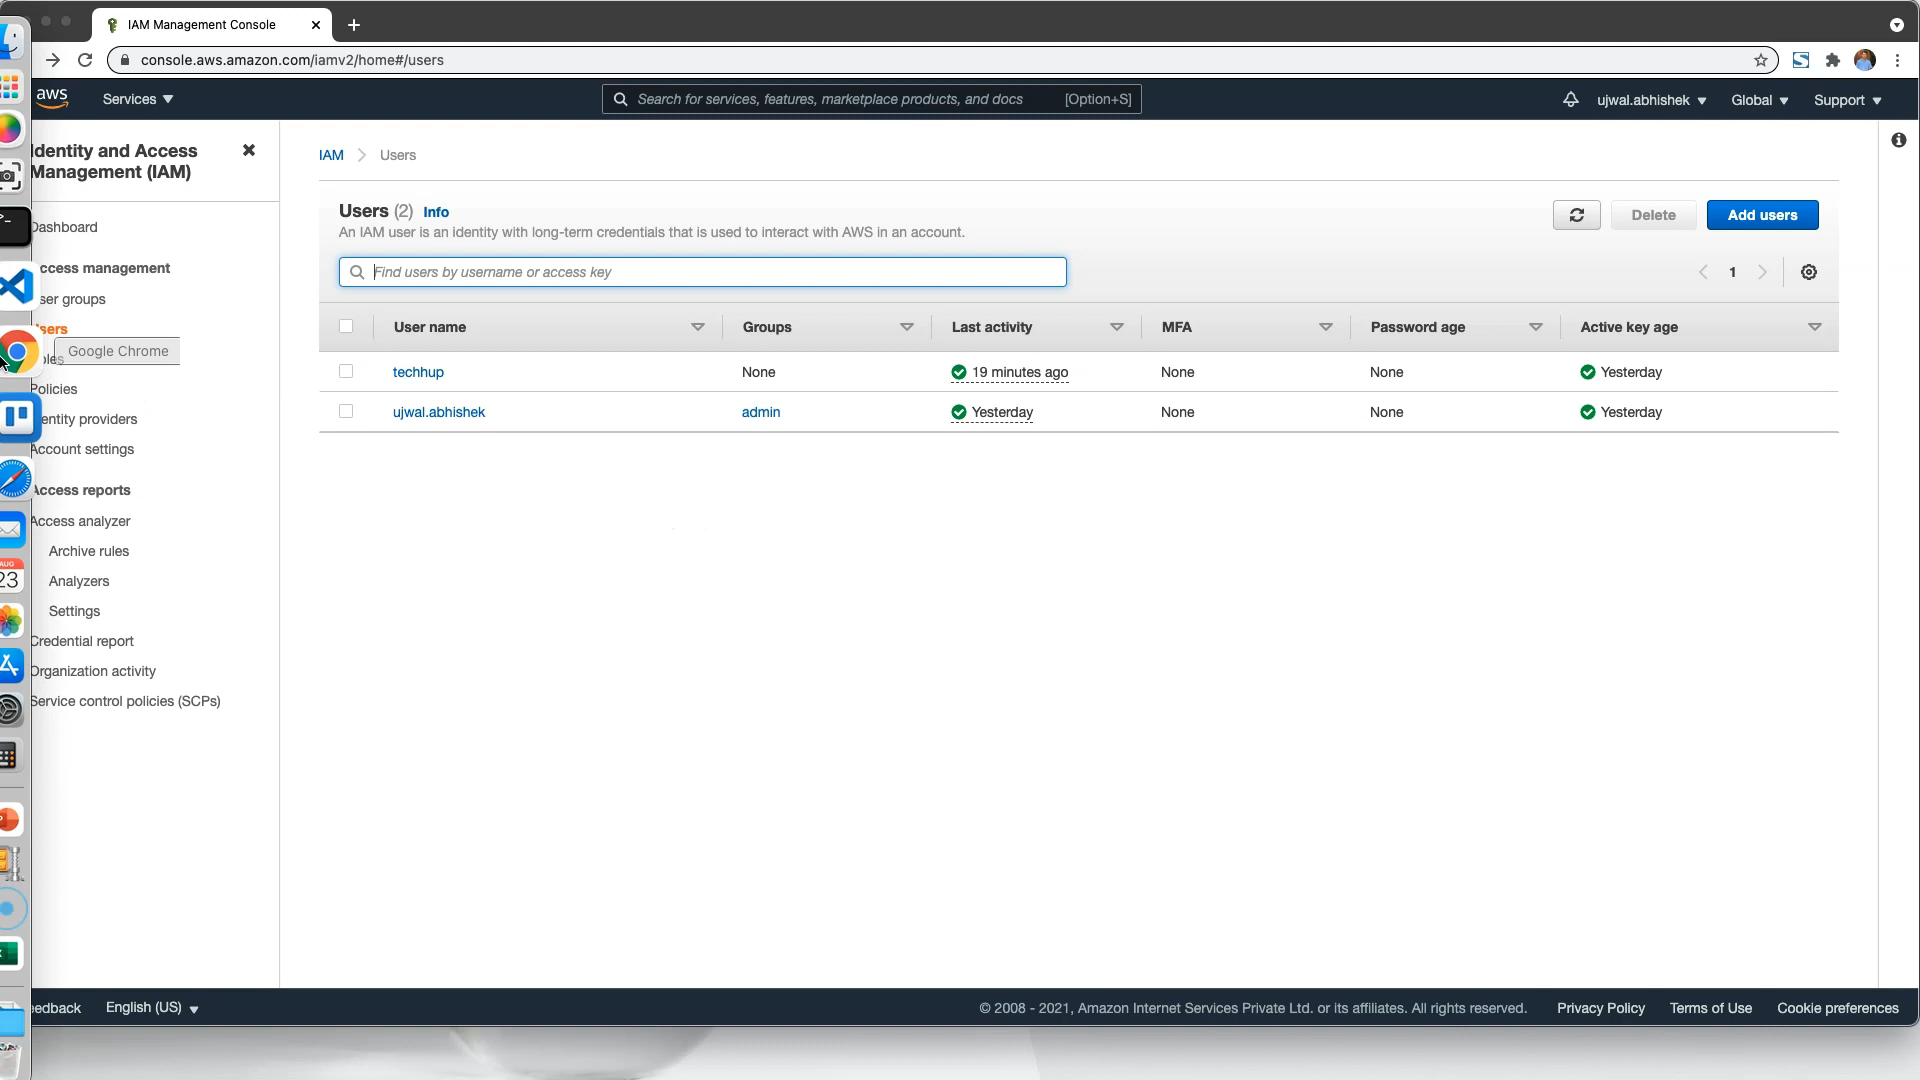 IAM Management Console
console.aws.amazon.com/iamv2/home#/users
aws
Services
Search for services, features, marketplace products, and docs [Option+S]
ujwal.abhishek
Global
Support
Identity and Access
Management (IAM)
Dashboard
Access management
User groups
Users
Google Chrome
Policies
Identity providers
Account settings
Access reports
Access analyzer
Archive rules
Analyzers
Settings
Credential report
Organization activity
Service control policies (SCPs)
IAM > Users
Users (2) Info
An IAM user is an identity with long-term credentials that is used to interact with AWS in an account.
Delete
Add users
Find users by username or access key
1
User name Groups Last activity MFA Password age Active key age
techhup None 19 minutes ago None None Yesterday
ujwal.abhishek admin Yesterday None None Yesterday
AUG
23
English (US)
© 2008 - 2021, Amazon Internet Services Private Ltd. or its affiliates. All rights reserved.
Privacy Policy
Terms of Use
Cookie preferences